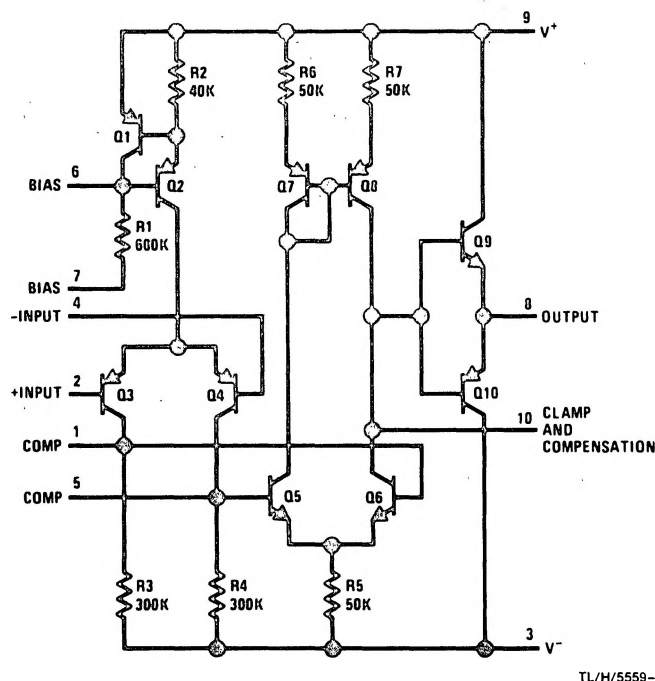 9 V+
R2
40K
R6
50K
R7
50K
Q1
6
BIAS
Q2
Q7
Q8
R1
600K
Q9
7
BIAS
4
-INPUT
8
OUTPUT
2
+INPUT
Q3
Q4
Q10
1
COMP
10 CLAMP
AND
COMPENSATION
5
COMP
Q5
Q6
R3
300K
R4
300K
R5
50K
3 V-
TL/H/5559-